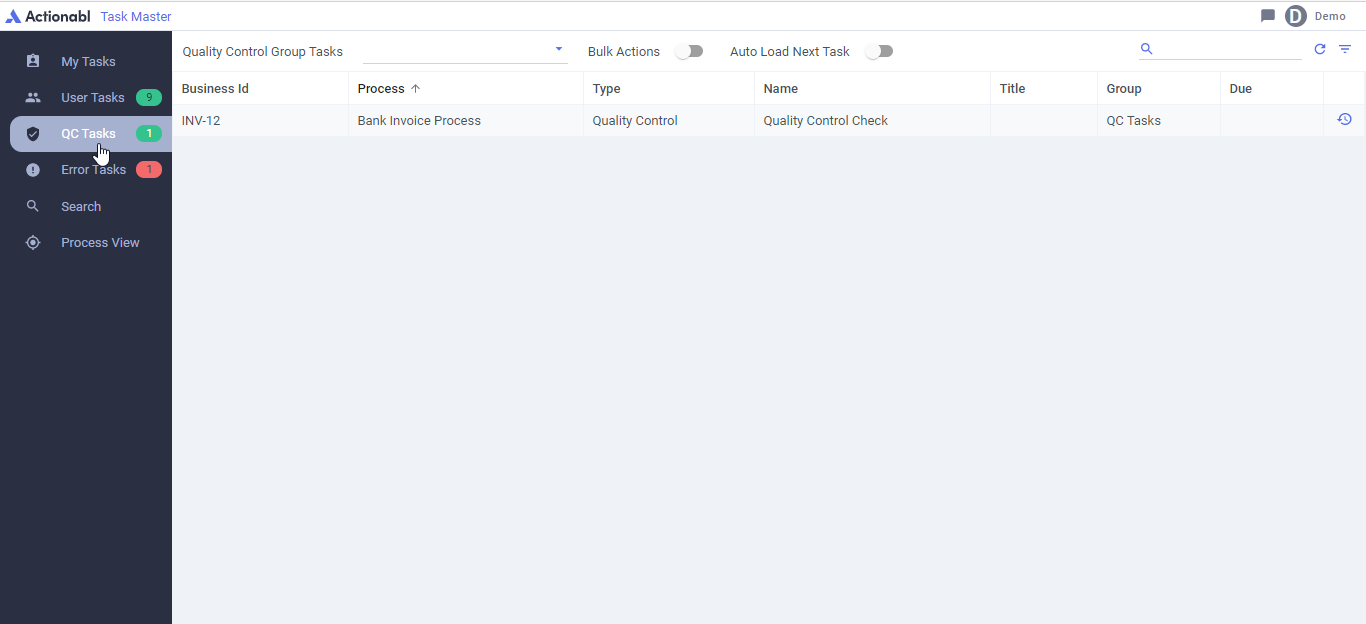 Actionabl Task Master
D Demo
My Tasks
User Tasks 9
QC Tasks 1
Error Tasks 1
Search
Process View
Quality Control Group Tasks Bulk Actions Auto Load Next Task
Business Id Process Type Name Title Group Due
INV-12 Bank Invoice Process Quality Control Quality Control Check QC Tasks